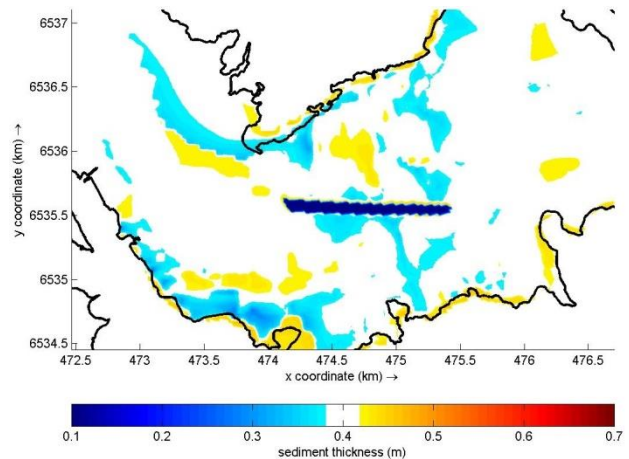 6537
6536.5
6536
6535.5
6535
6534.5
y coordinate (km) →
472.5 473 473.5 474 474.5 475 475.5 476 476.5
x coordinate (km) →
0.1 0.2 0.3 0.4 0.5 0.6 0.7
sediment thickness (m)